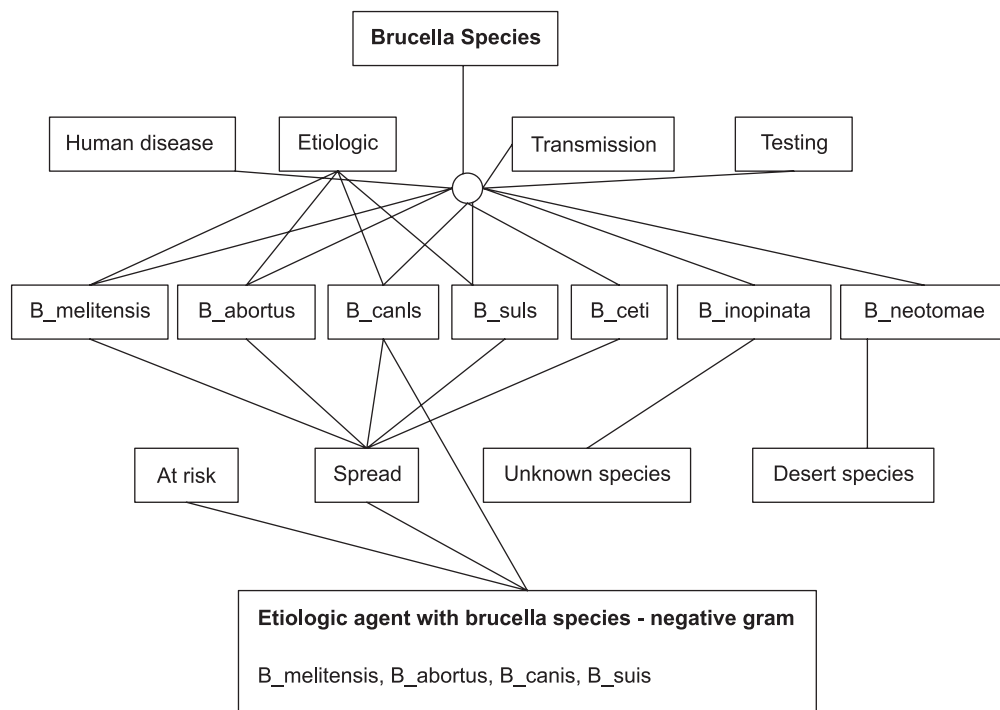 Brucella Species
Human disease
Etiologic
Transmission
Testing
B_melitensis
B_abortus
B_canls
B_suls
B_ceti
B_inopinata
B_neotomae
At risk
Spread
Unknown species
Desert species
Etiologic agent with brucella species - negative gram
B_melitensis, B_abortus, B_canis, B_suis